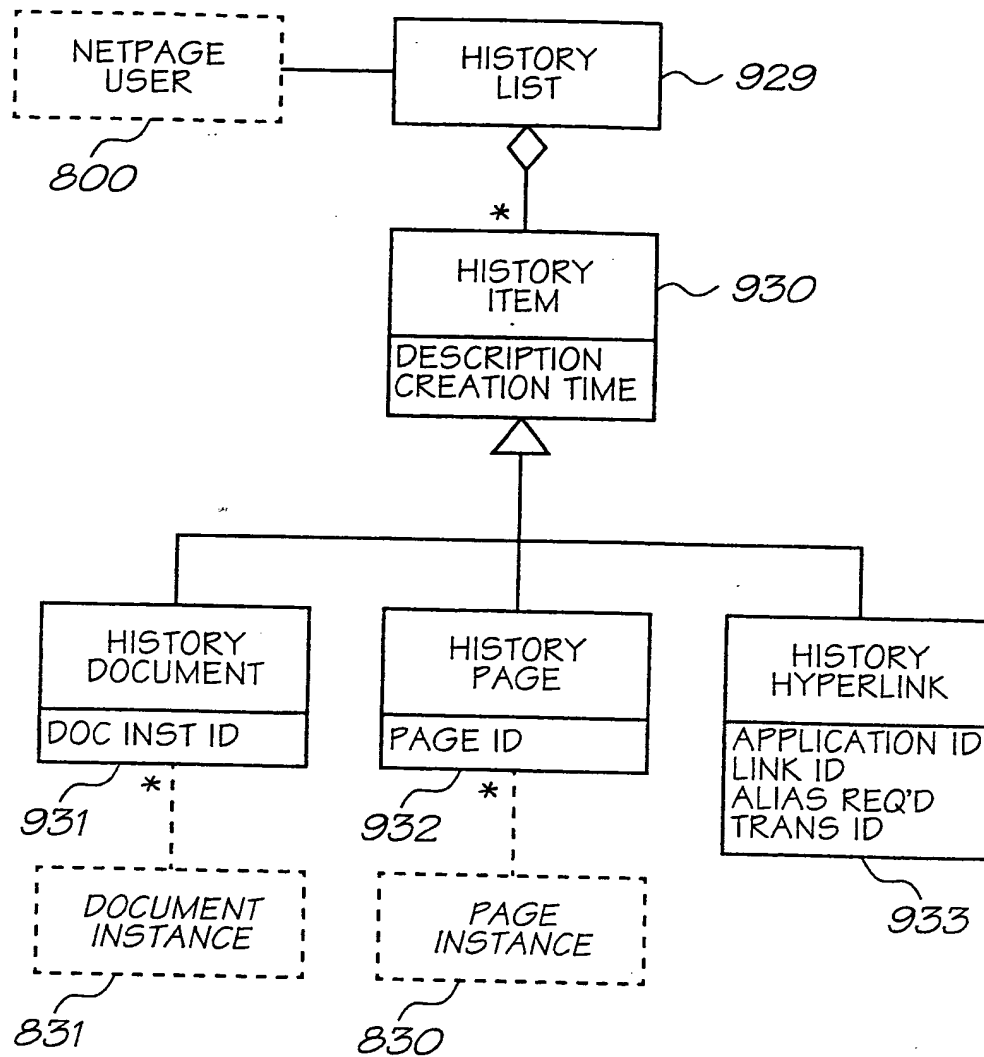 NETPAGE
USER
800
HISTORY
LIST
929
*
HISTORY
ITEM
930
DESCRIPTION
CREATION TIME
HISTORY
DOCUMENT
DOC INST ID
931
*
HISTORY
PAGE
PAGE ID
932
*
HISTORY
HYPERLINK
APPLICATION ID
LINK ID
ALIAS REQ'D
TRANS ID
933
DOCUMENT
INSTANCE
831
PAGE
INSTANCE
830